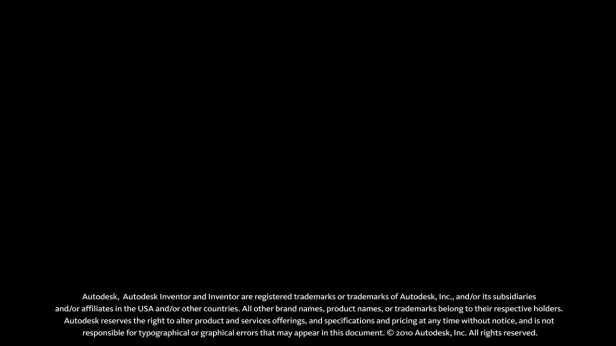 Autodesk, Autodesk Inventor and Inventor are registered trademarks or trademarks of Autodesk, Inc., and/or its subsidiaries
and/or affiliates in the USA and/or other countries. All other brand names, product names, or trademarks belong to their respective holders.
Autodesk reserves the right to alter product and services offerings, and specifications and pricing at any time without notice, and is not
responsible for typographical or graphical errors that may appear in this document. © 2010 Autodesk, Inc. All rights reserved.